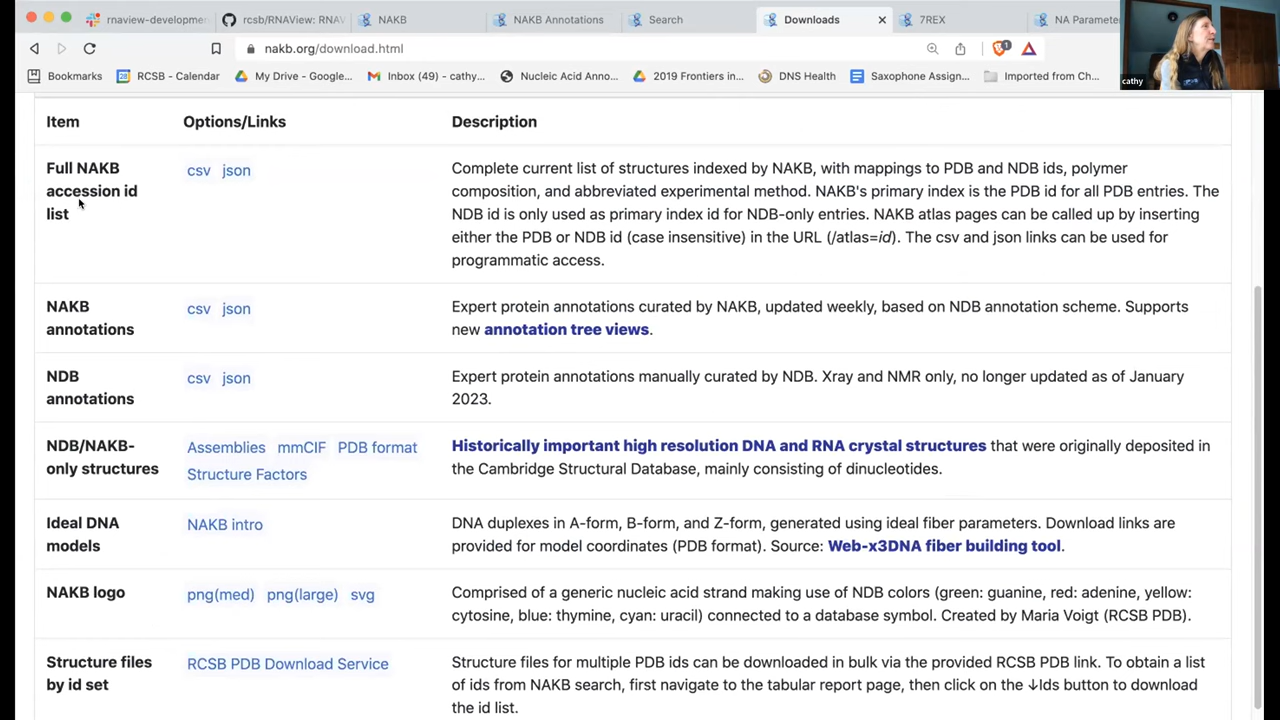 rnaview-developmen
rcsb/RNAView: RNAV
NAKB
NAKB Annotations
Search
Downloads
7REX
NA Paramete
nakb.org/download.html
1
Bookmarks
RCSB - Calendar
My Drive - Google...
Inbox (49) - cathy...
Nucleic Acid Anno...
2019 Frontiers in...
DNS Health
Saxophone Assign...
Imported from Ch...
cathy
Item Options/Links Description
Full NAKB
accession id
list
csv json
Complete current list of structures indexed by NAKB, with mappings to PDB and NDB ids, polymer
composition, and abbreviated experimental method. NAKB's primary index is the PDB id for all PDB entries. The
NDB id is only used as primary index id for NDB-only entries. NAKB atlas pages can be called up by inserting
either the PDB or NDB id (case insensitive) in the URL (/atlas=id). The csv and json links can be used for
programmatic access.
NAKB
annotations
csv json
Expert protein annotations curated by NAKB, updated weekly, based on NDB annotation scheme. Supports
new annotation tree views.
NDB
annotations
csv json
Expert protein annotations manually curated by NDB. Xray and NMR only, no longer updated as of January
2023.
NDB/NAKB-
only structures
Assemblies mmCIF PDB format
Structure Factors
Historically important high resolution DNA and RNA crystal structures that were originally deposited in
the Cambridge Structural Database, mainly consisting of dinucleotides.
Ideal DNA
models
NAKB intro
DNA duplexes in A-form, B-form, and Z-form, generated using ideal fiber parameters. Download links are
provided for model coordinates (PDB format). Source: Web-x3DNA fiber building tool.
NAKB logo
png(med) png(large) svg
Comprised of a generic nucleic acid strand making use of NDB colors (green: guanine, red: adenine, yellow:
cytosine, blue: thymine, cyan: uracil) connected to a database symbol. Created by Maria Voigt (RCSB PDB).
Structure files
by id set
RCSB PDB Download Service
Structure files for multiple PDB ids can be downloaded in bulk via the provided RCSB PDB link. To obtain a list
of ids from NAKB search, first navigate to the tabular report page, then click on the ↓Ids button to download
the id list.